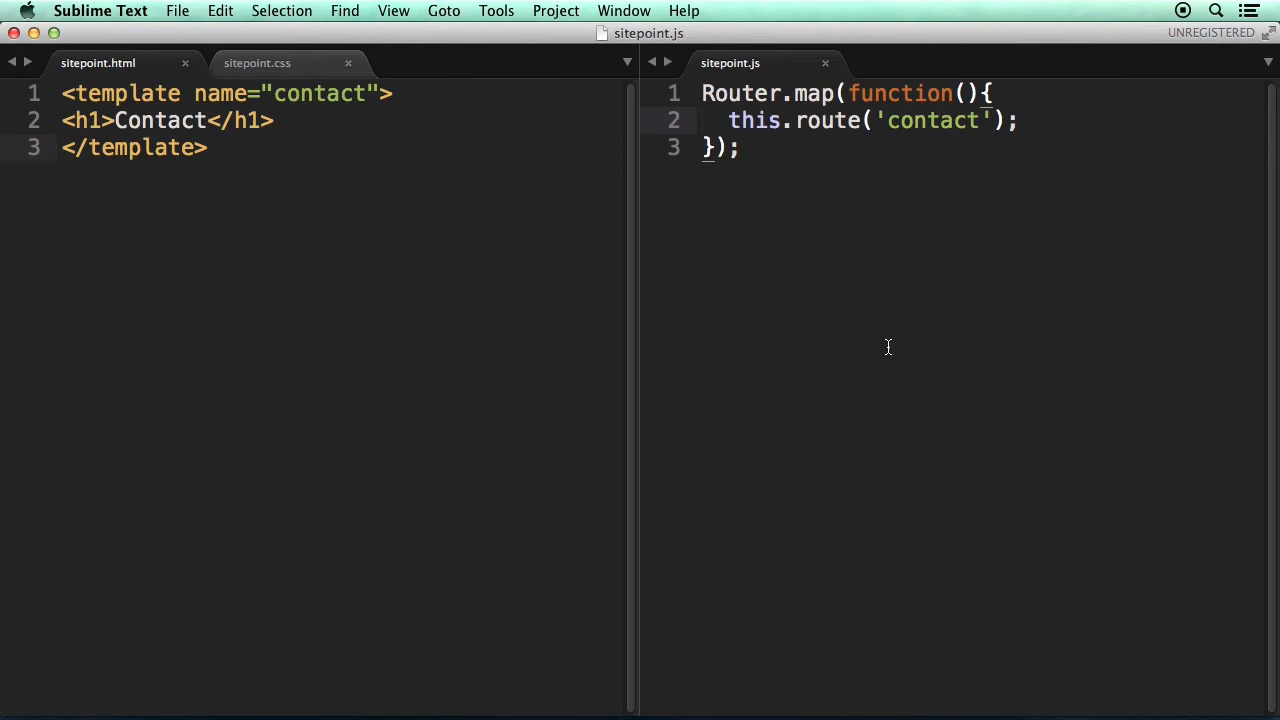 Sublime Text File Edit Selection Find View Goto Tools Project Window Help
sitepoint.js
UNREGISTERED
sitepoint.html sitepoint.css
1 <template name="contact">
2 <h1>Contact</h1>
3 </template>
sitepoint.js
1 Router.map(function(){
2 this.route('contact');
3 });